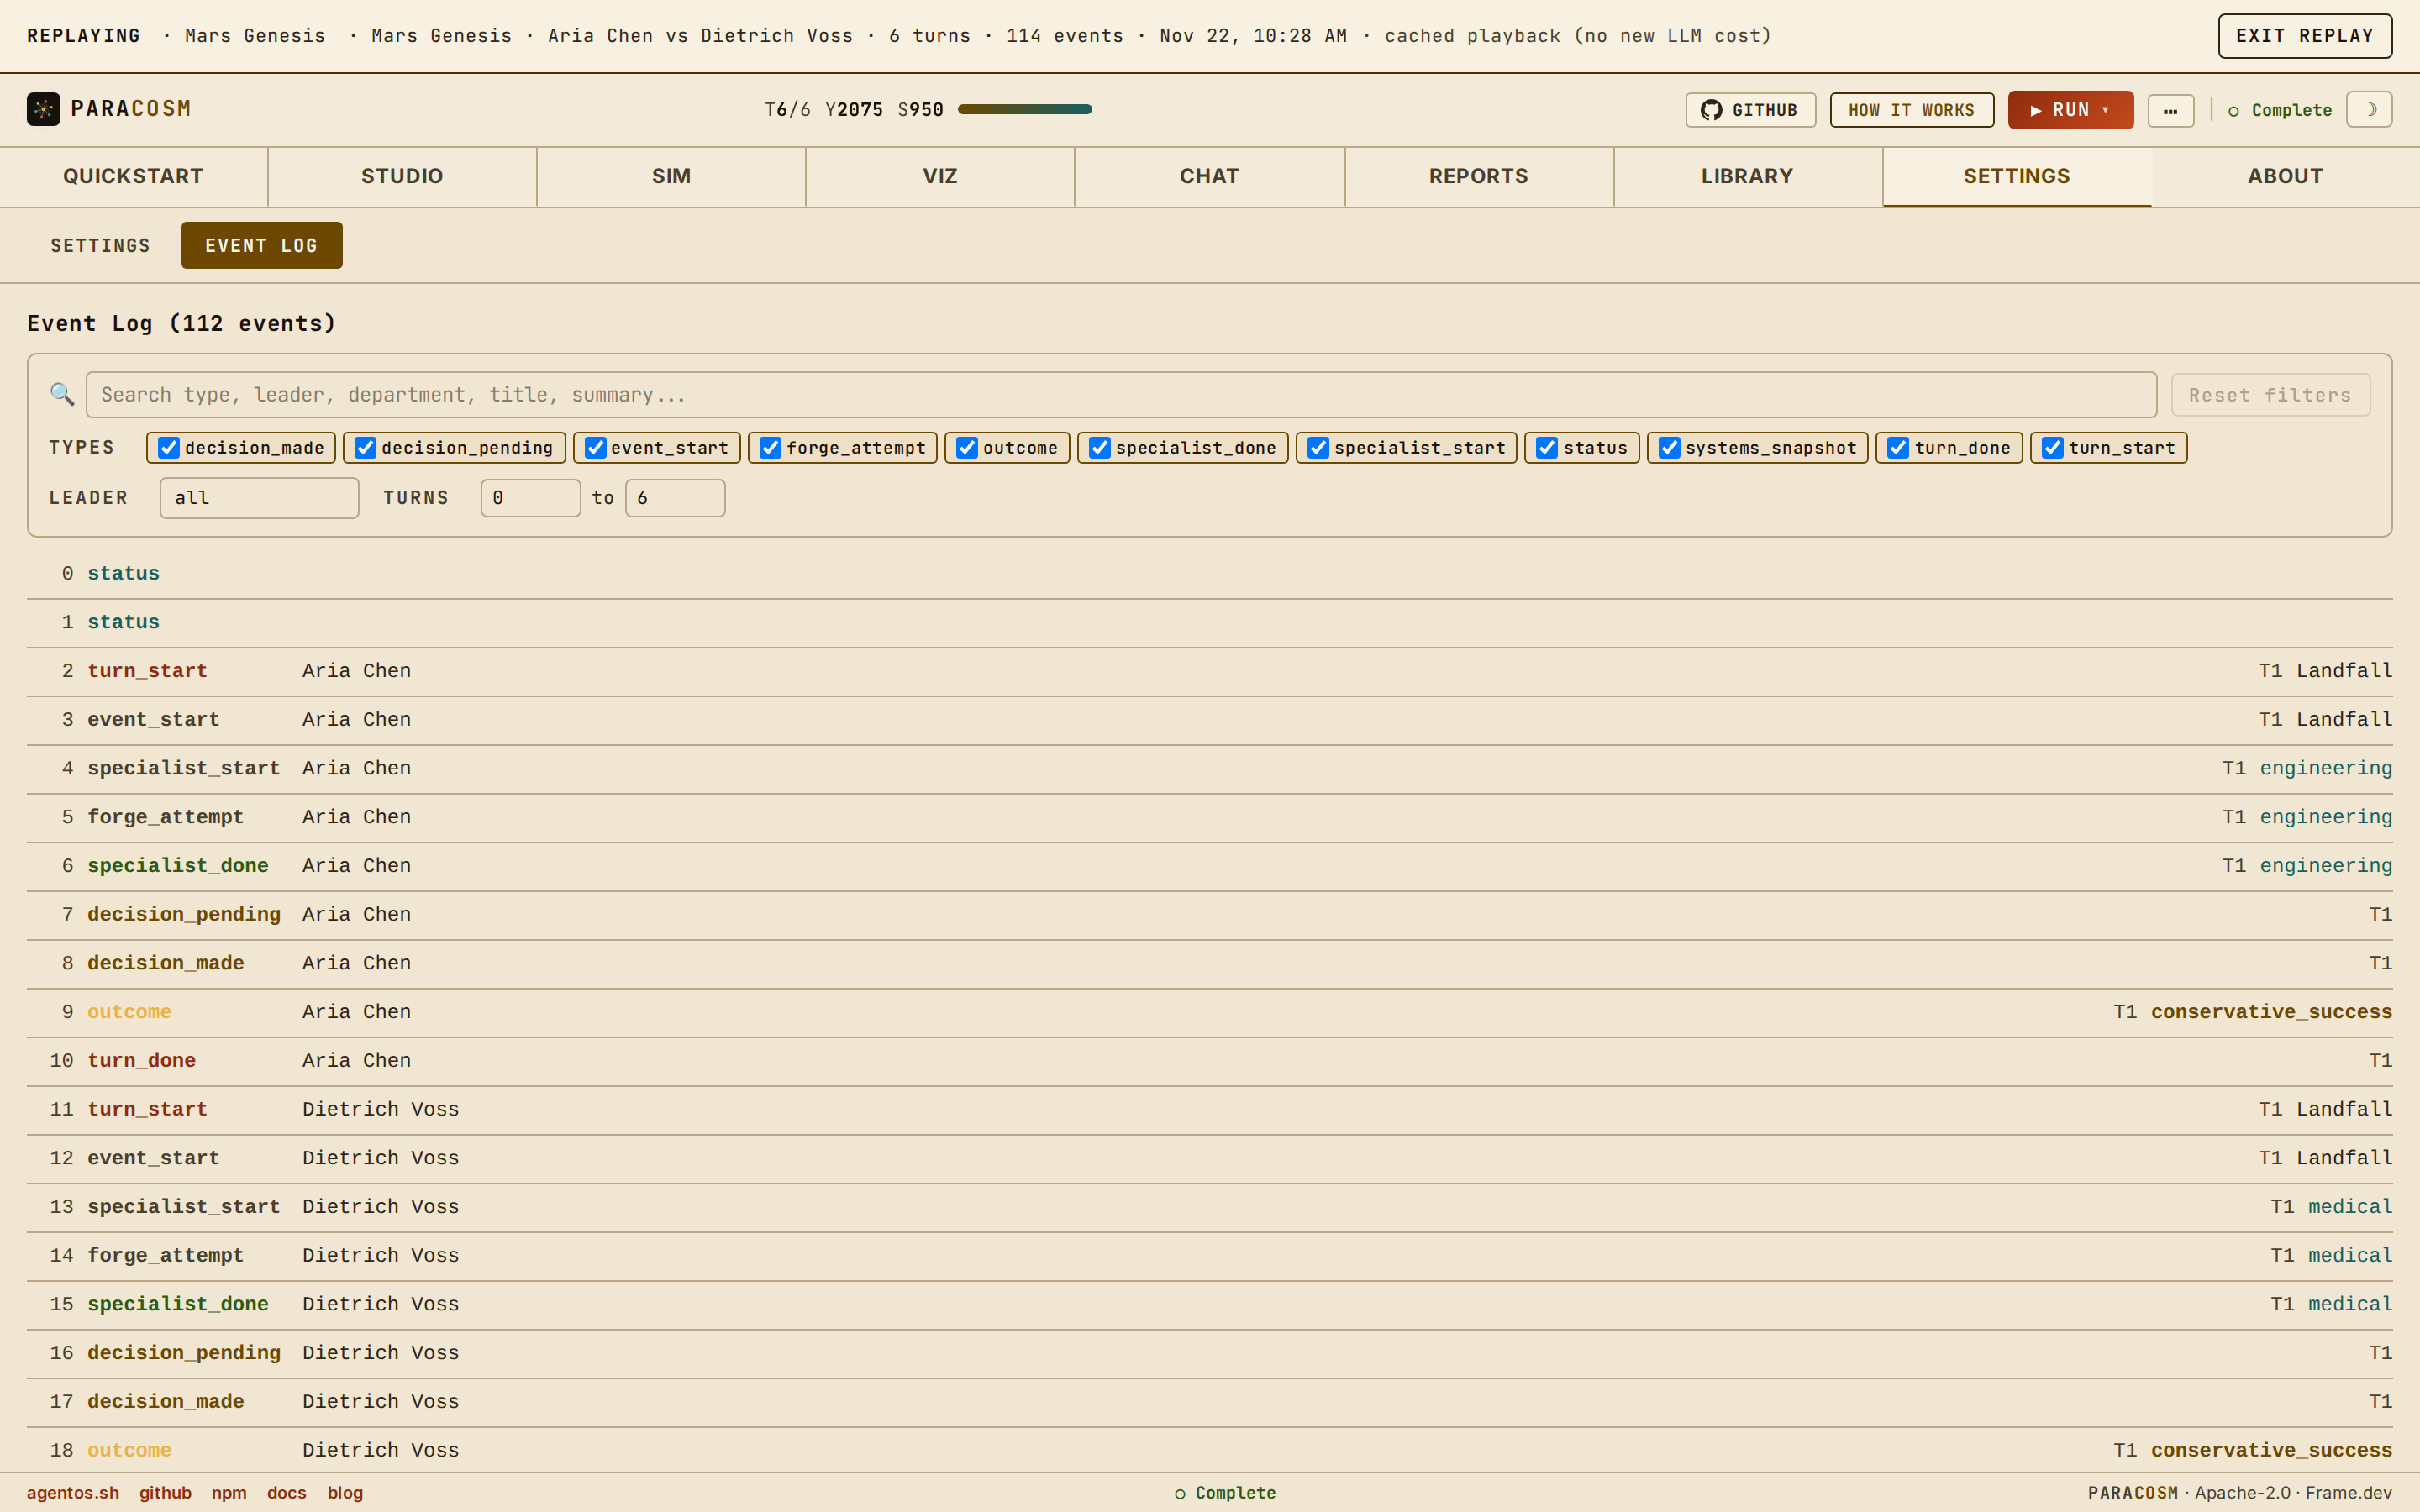 REPLAYING · Mars Genesis · Mars Genesis · Aria Chen vs Dietrich Voss · 6 turns · 114 events · Nov 22, 10:28 AM · cached playback (no new LLM cost) EXIT REPLAY
PARACOSM T6/6 Y2075 S950 GITHUB HOW IT WORKS ▶ RUN ▾ … ○ Complete ☽
QUICKSTART STUDIO SIM VIZ CHAT REPORTS LIBRARY SETTINGS ABOUT
SETTINGS EVENT LOG
Event Log (112 events)
🔍 Search type, leader, department, title, summary... Reset filters
TYPES decision_made decision_pending event_start forge_attempt outcome specialist_done specialist_start status systems_snapshot turn_done turn_start
LEADER all TURNS 0 to 6
0 status
1 status
2 turn_start Aria Chen T1 Landfall
3 event_start Aria Chen T1 Landfall
4 specialist_start Aria Chen T1 engineering
5 forge_attempt Aria Chen T1 engineering
6 specialist_done Aria Chen T1 engineering
7 decision_pending Aria Chen T1
8 decision_made Aria Chen T1
9 outcome Aria Chen T1 conservative_success
10 turn_done Aria Chen T1
11 turn_start Dietrich Voss T1 Landfall
12 event_start Dietrich Voss T1 Landfall
13 specialist_start Dietrich Voss T1 medical
14 forge_attempt Dietrich Voss T1 medical
15 specialist_done Dietrich Voss T1 medical
16 decision_pending Dietrich Voss T1
17 decision_made Dietrich Voss T1
18 outcome Dietrich Voss T1 conservative_success
agentos.sh github npm docs blog ○ Complete PARACOSM · Apache-2.0 · Frame.dev